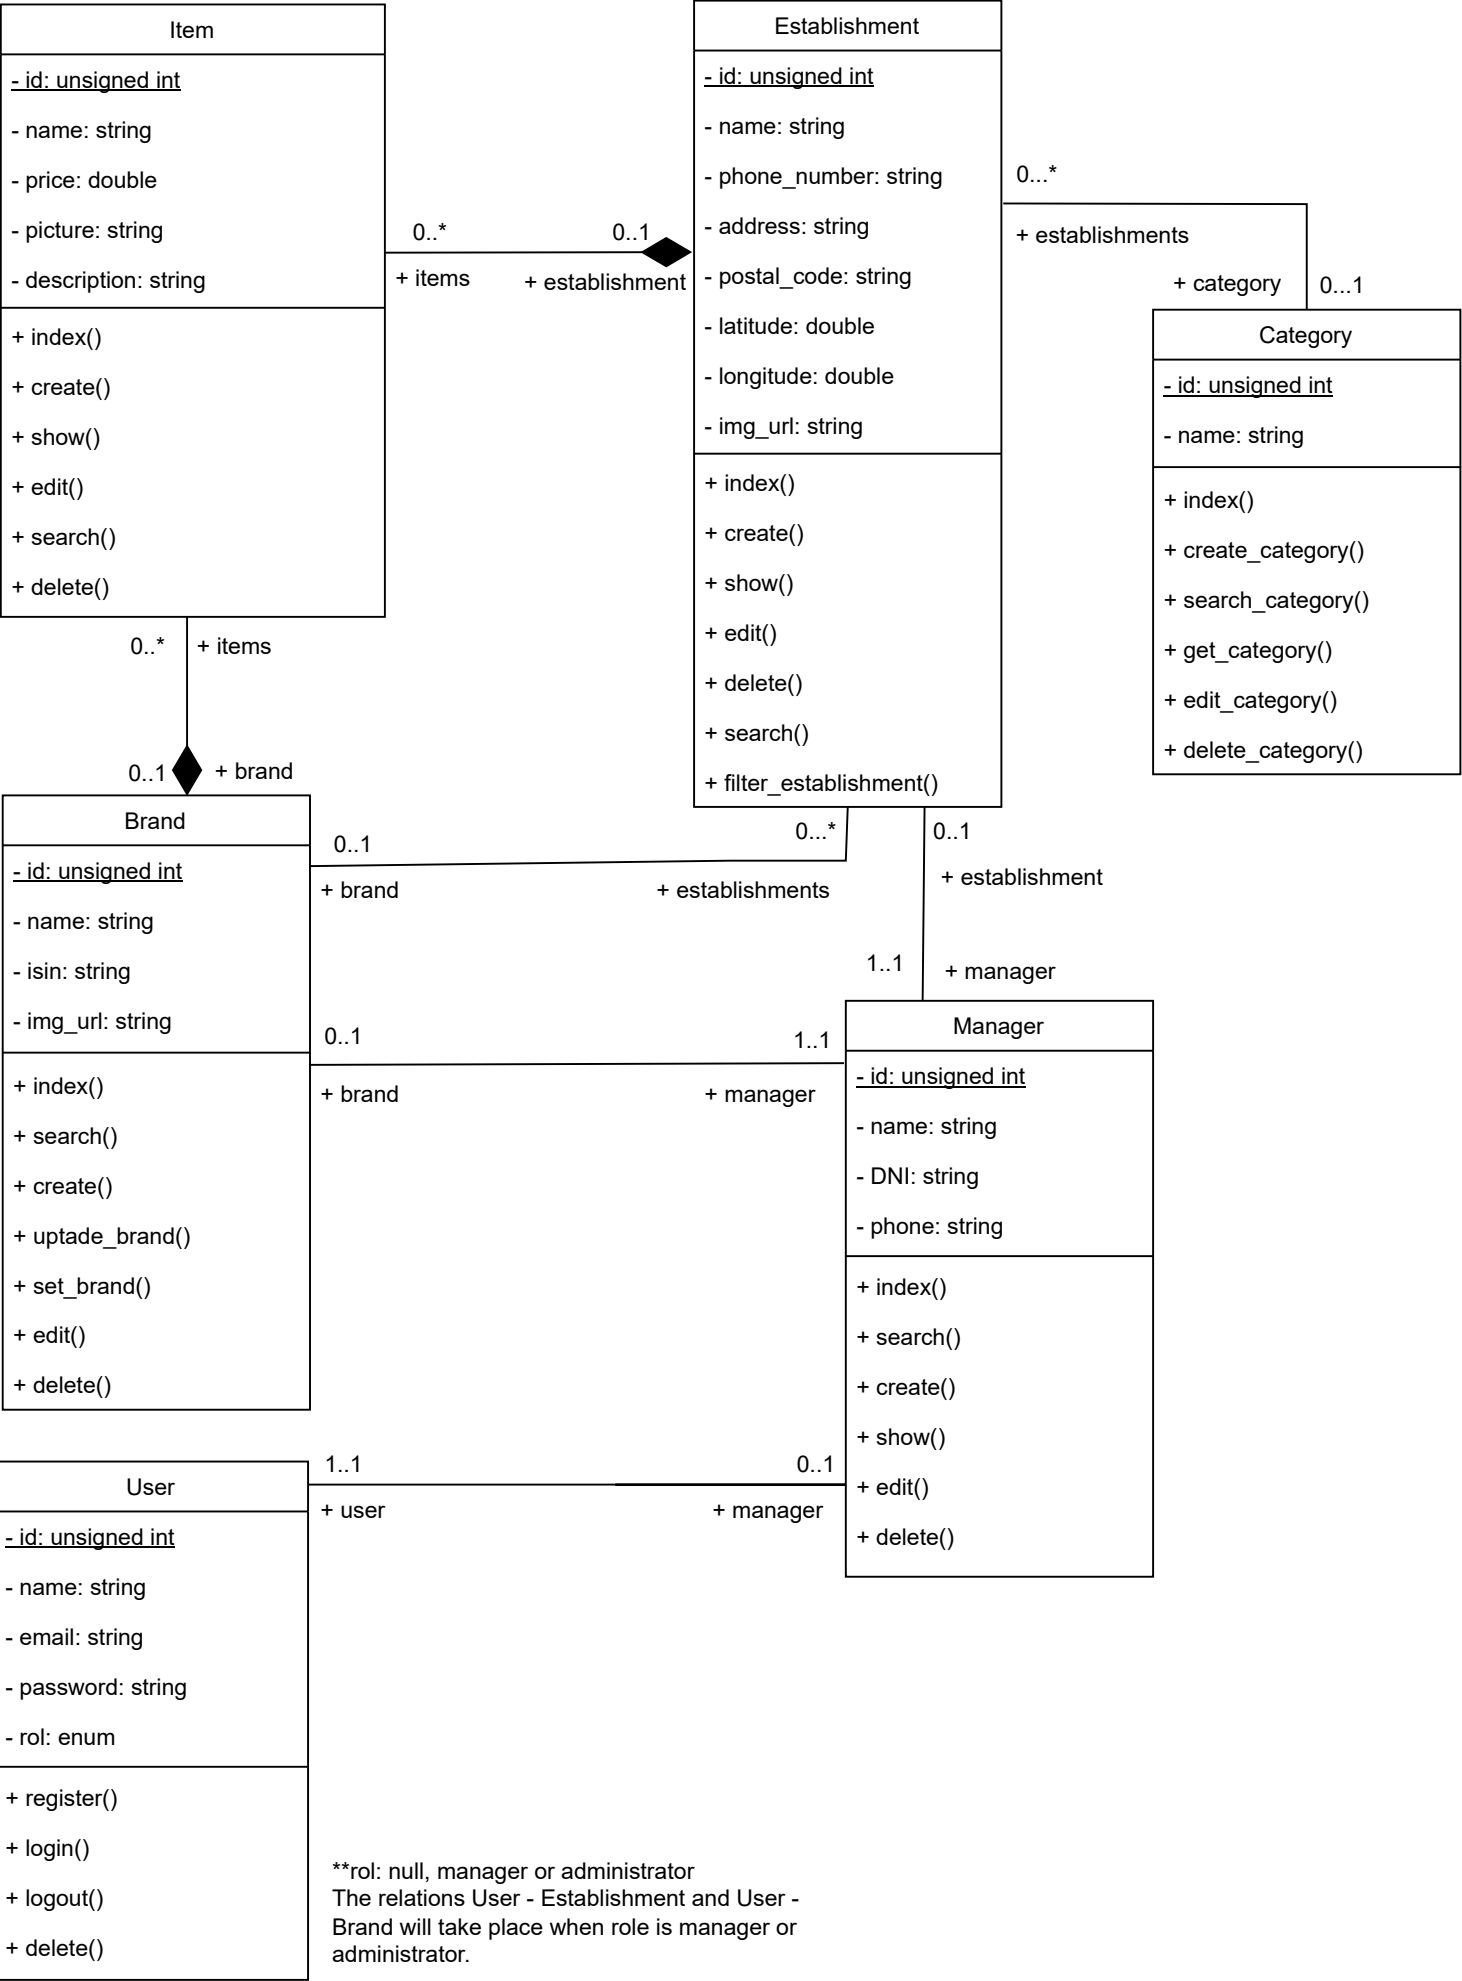 Item
- id: unsigned int
- name: string
- price: double
- picture: string
- description: string
+ index()
+ create()
+ show()
+ edit()
+ search()
+ delete()
0..*
+ items
0..1
+ establishment
Establishment
- id: unsigned int
- name: string
- phone_number: string
- address: string
- postal_code: string
- latitude: double
- longitude: double
- img_url: string
+ index()
+ create()
+ show()
+ edit()
+ delete()
+ search()
+ filter_establishment()
0...*
+ establishments
+ category
0...1
Category
- id: unsigned int
- name: string
+ index()
+ create_category()
+ search_category()
+ get_category()
+ edit_category()
+ delete_category()
0..*
+ items
0..1
+ brand
Brand
- id: unsigned int
- name: string
- isin: string
- img_url: string
+ index()
+ search()
+ create()
+ uptade_brand()
+ set_brand()
+ edit()
+ delete()
0..1
+ brand
0...*
+ establishments
0..1
+ establishment
1..1
+ manager
0..1
+ brand
1..1
+ manager
Manager
- id: unsigned int
- name: string
- DNI: string
- phone: string
+ index()
+ search()
+ create()
+ show()
+ edit()
+ delete()
1..1
+ user
0..1
+ manager
User
- id: unsigned int
- name: string
- email: string
- password: string
- rol: enum
+ register()
+ login()
+ logout()
+ delete()
**rol: null, manager or administrator
The relations User - Establishment and User -
Brand will take place when role is manager or
administrator.